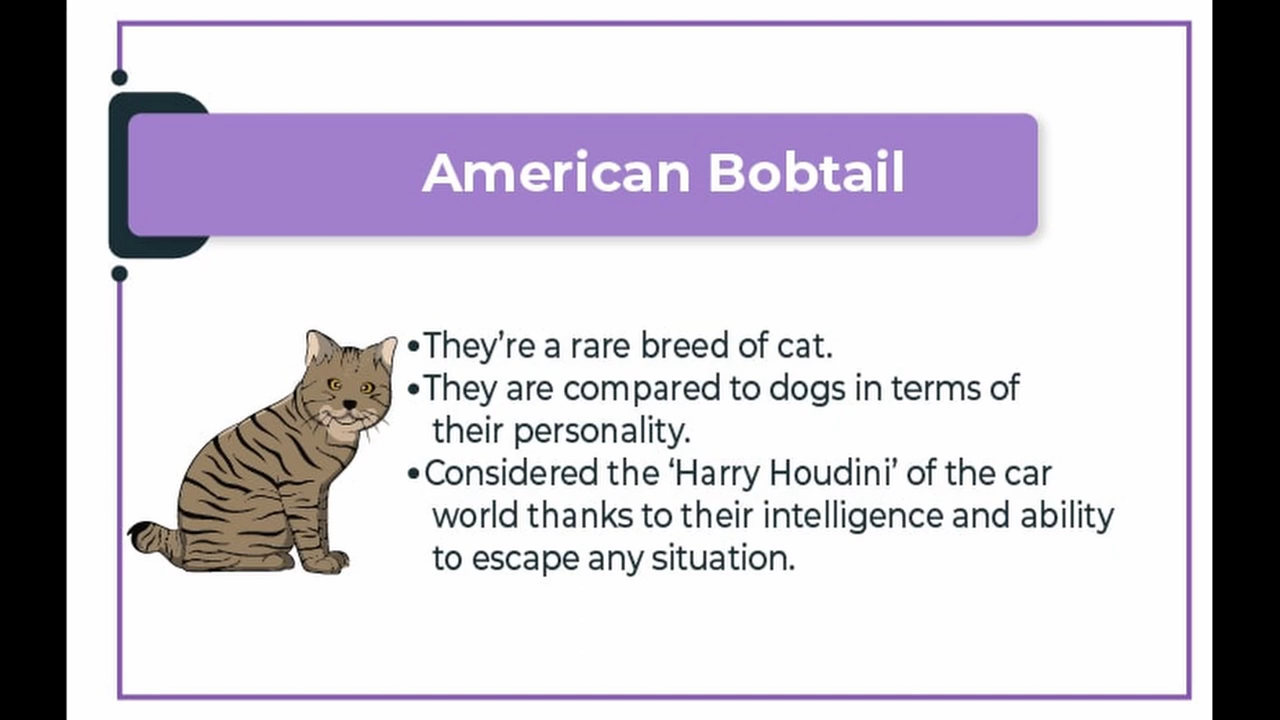 American Bobtail
•They’re a rare breed of cat.
•They are compared to dogs in terms of
their personality.
•Considered the ‘Harry Houdini’ of the car
world thanks to their intelligence and ability
to escape any situation.